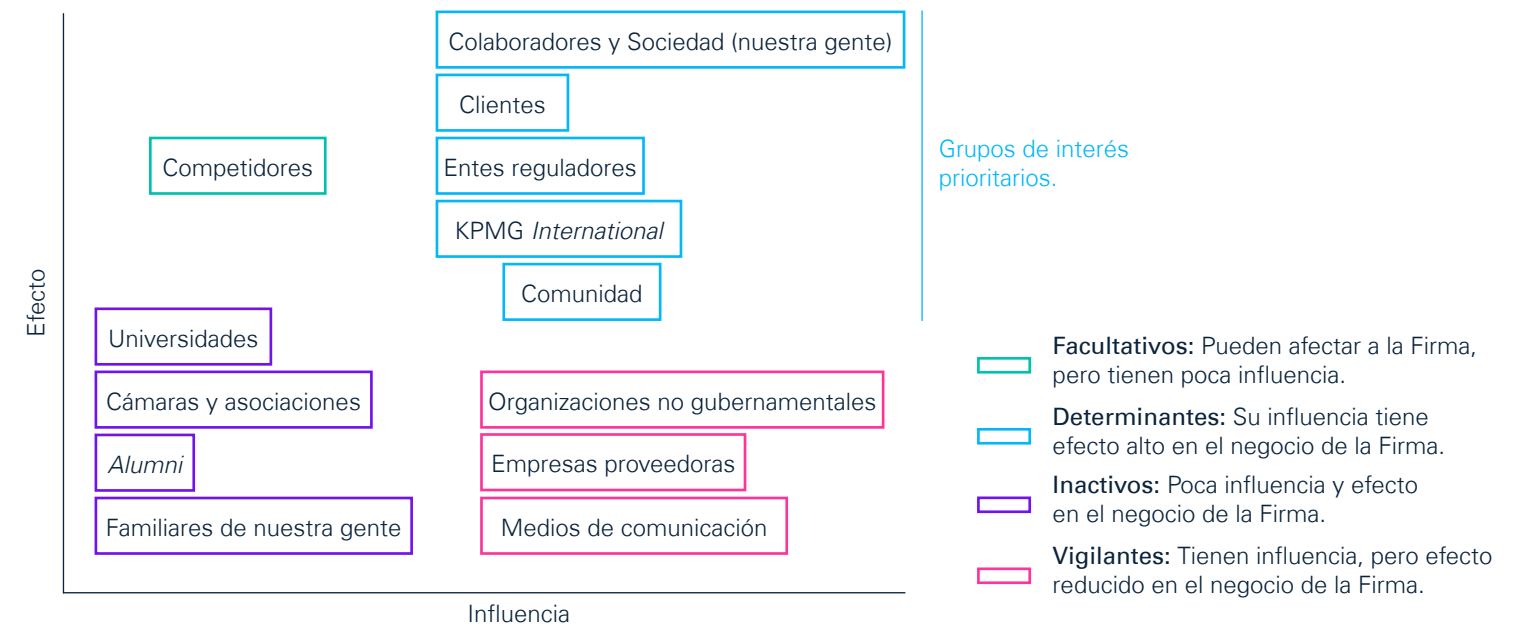 Colaboradores y Sociedad (nuestra gente)
Clientes
Competidores
Entes reguladores
KPMG International
Comunidad
Grupos de interés
prioritarios.
Efecto
Universidades
Cámaras y asociaciones
Alumni
Familiares de nuestra gente
Organizaciones no gubernamentales
Empresas proveedoras
Medios de comunicación
Influencia
Facultativos: Pueden afectar a la Firma,
pero tienen poca influencia.
Determinantes: Su influencia tiene
efecto alto en el negocio de la Firma.
Inactivos: Poca influencia y efecto
en el negocio de la Firma.
Vigilantes: Tienen influencia, pero efecto
reducido en el negocio de la Firma.